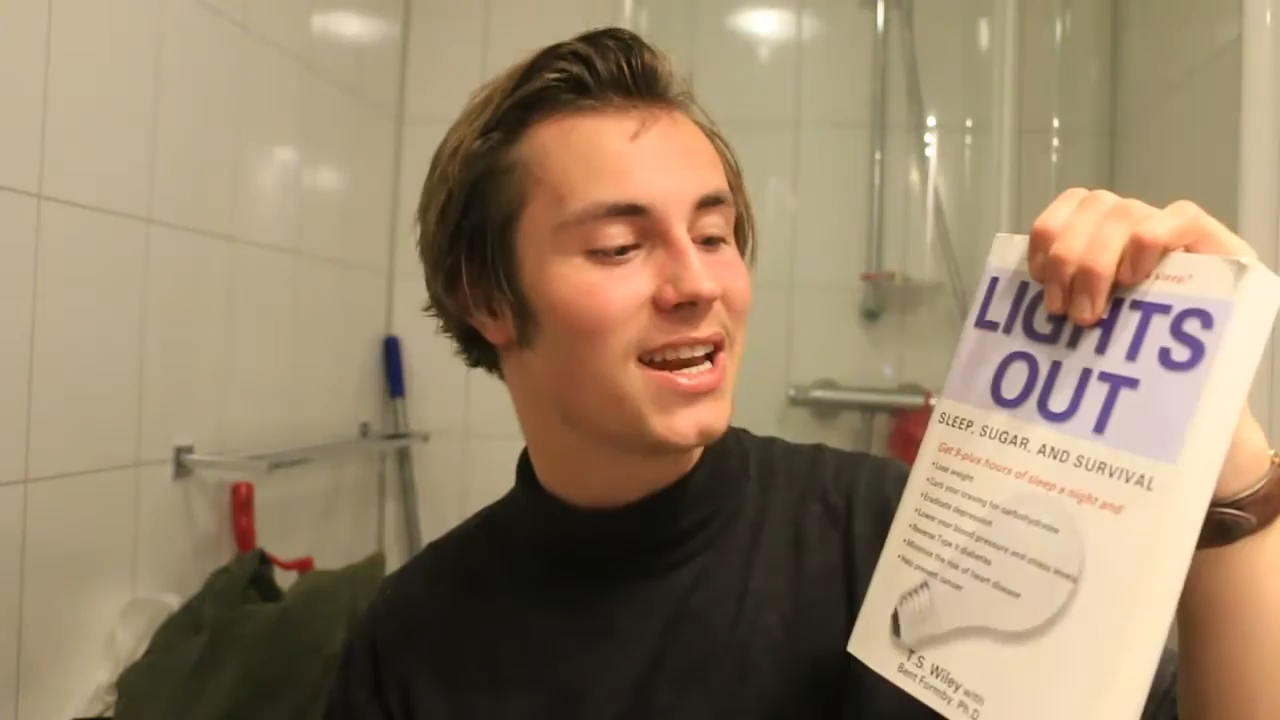 sleep?
LIGHTS
OUT
SLEEP, SUGAR, AND SURVIVAL
Get 9-plus hours of sleep a night and
• Lose weight
• Curb your craving for carbohydrates
• Eradicate depression
• Lower your blood pressure and stress levels
• Reverse Type II diabetes
• Minimize the risk of heart disease
• Help prevent cancer
T.S. Wiley with
Bent Formby, Ph.D.